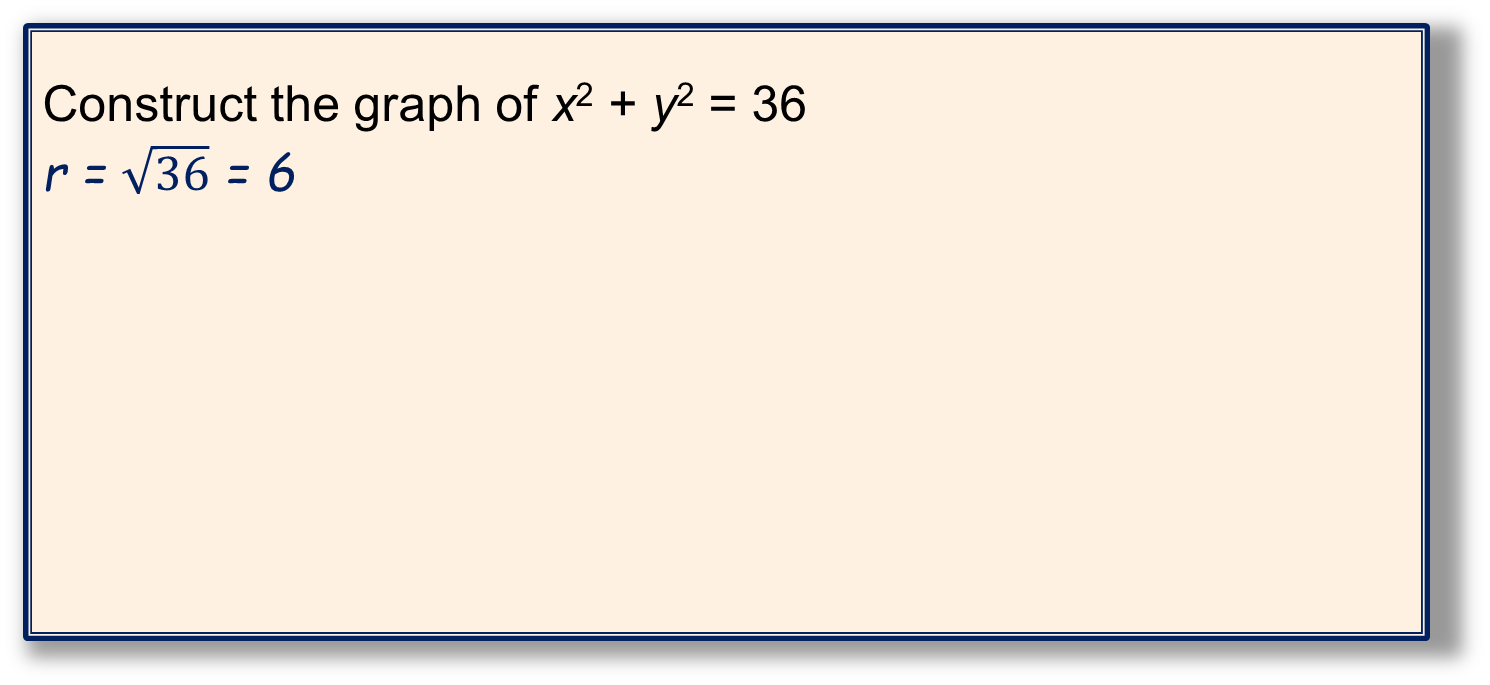 Construct the graph of x² + y² = 36
r = √36 = 6